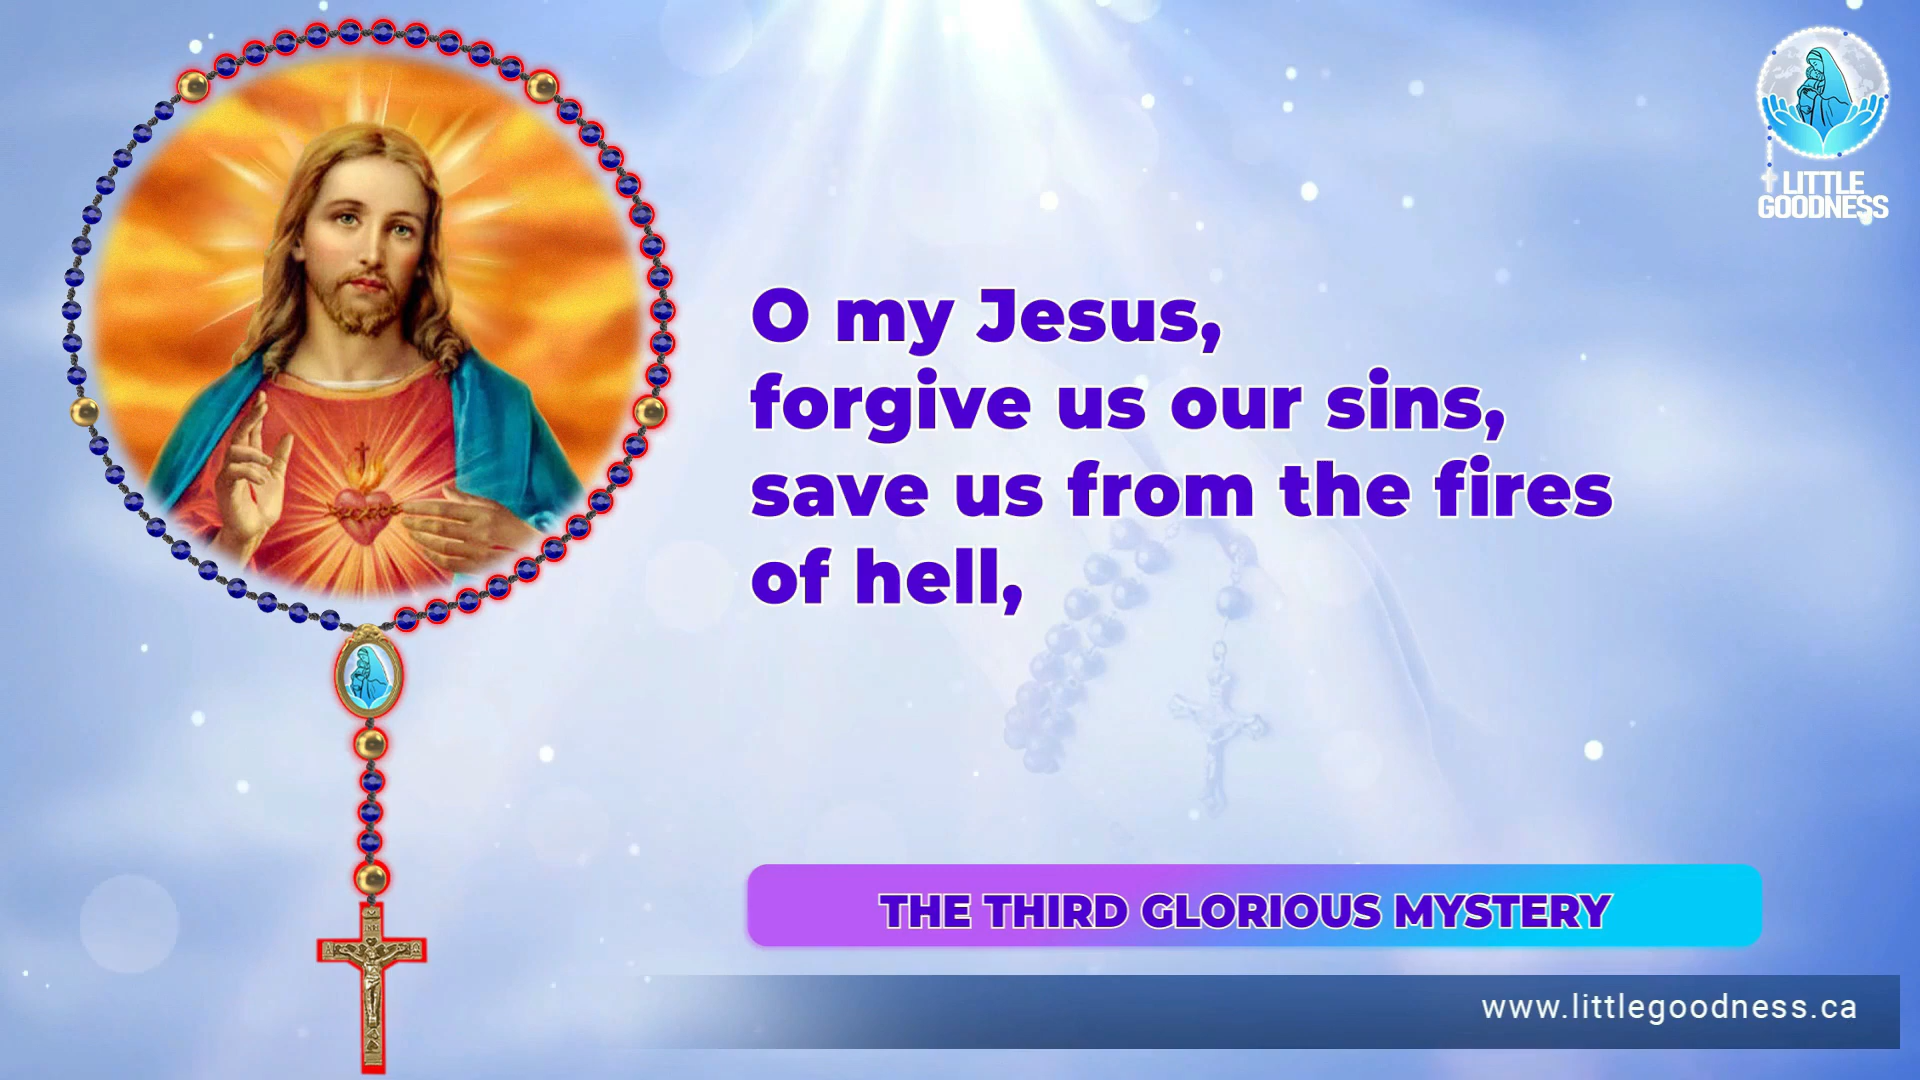 LITTLE
GOODNESS
O my Jesus,
forgive us our sins,
save us from the fires
of hell,
THE THIRD GLORIOUS MYSTERY
www.littlegoodness.ca
INRI